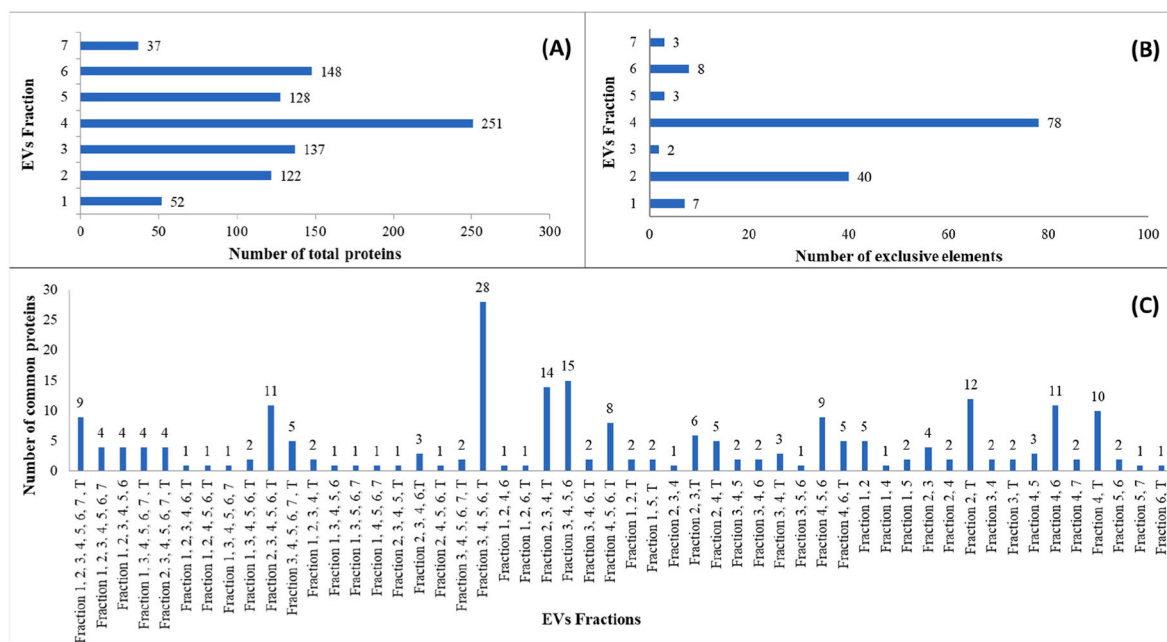 (A)
EVs Fraction
7
37
6
148
5
128
4
251
3
137
2
122
1
52
0 50 100 150 200 250 300
Number of total proteins
(B)
EVs Fraction
7
3
6
8
5
3
4
78
3
2
2
40
1
7
0 20 40 60 80 100
Number of exclusive elements
(C)
Number of common proteins
30
25
20
15
10
5
0
9 4 4 4 4 1 1 1 2 11 5 2 1 1 1 1 3 1 2 28 1 1 14 15 2 8 2 2 1 6 5 2 2 3 1 9 5 5 1 2 4 2 12 2 2 3 11 2 10 2 1 1
Fraction 1, 2, 3, 4, 5, 6, 7, T
Fraction 1, 2, 3, 4, 5, 6, 7
Fraction 1, 2, 3, 4, 5, 6
Fraction 1, 3, 4, 5, 6, 7, T
Fraction 2, 3, 4, 5, 6, 7, T
Fraction 1, 2, 3, 4, 6, T
Fraction 1, 2, 4, 5, 6, T
Fraction 1, 3, 4, 5, 6, 7
Fraction 1, 3, 4, 5, 6, T
Fraction 2, 3, 4, 5, 6, T
Fraction 3, 4, 5, 6, 7, T
Fraction 1, 2, 3, 4, T
Fraction 1, 3, 4, 5, 6
Fraction 1, 3, 5, 6, 7
Fraction 1, 4, 5, 6, 7
Fraction 2, 3, 4, 5, T
Fraction 2, 3, 4, 6, T
Fraction 2, 4, 5, 6, T
Fraction 3, 4, 5, 6, 7, T
Fraction 3, 4, 5, 6, T
Fraction 1, 2, 4, 6
Fraction 1, 2, 6, T
Fraction 2, 3, 4, T
Fraction 3, 4, 5, 6
Fraction 3, 4, 6, T
Fraction 4, 5, 6, T
Fraction 1, 2, T
Fraction 1, 5, T
Fraction 2, 3, 4
Fraction 2, 3, T
Fraction 2, 4, T
Fraction 3, 4, 5
Fraction 3, 4, 6
Fraction 3, 4, T
Fraction 3, 5, 6
Fraction 4, 5, 6
Fraction 4, 6, T
Fraction 1, 2
Fraction 1, 4
Fraction 1, 5
Fraction 2, 3
Fraction 2, 4
Fraction 2, T
Fraction 3, 4
Fraction 3, T
Fraction 4, 5
Fraction 4, 6
Fraction 4, 7
Fraction 4, T
Fraction 5, 6
Fraction 5, 7
Fraction 6, T
EVs Fractions